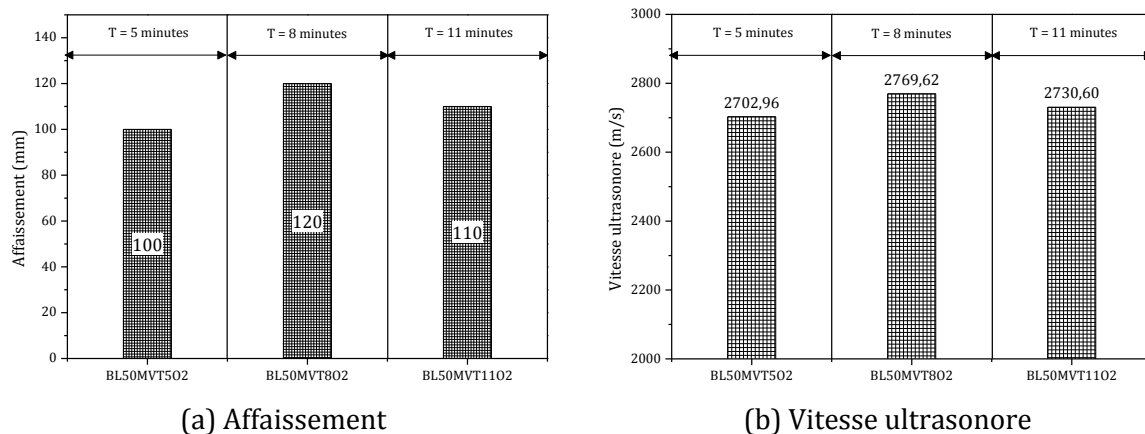 T = 5 minutes
T = 8 minutes
T = 11 minutes
140
120
100
80
60
40
20
0
Affaissement (mm)
100
120
110
BL50MVT5O2
BL50MVT8O2
BL50MVT11O2
(a) Affaissement
3000
2800
2600
2400
2200
2000
Vitesse ultrasonore (m/s)
T = 5 minutes
T = 8 minutes
T = 11 minutes
2702,96
2769,62
2730,60
BL50MVT5O2
BL50MVT8O2
BL50MVT11O2
(b) Vitesse ultrasonore